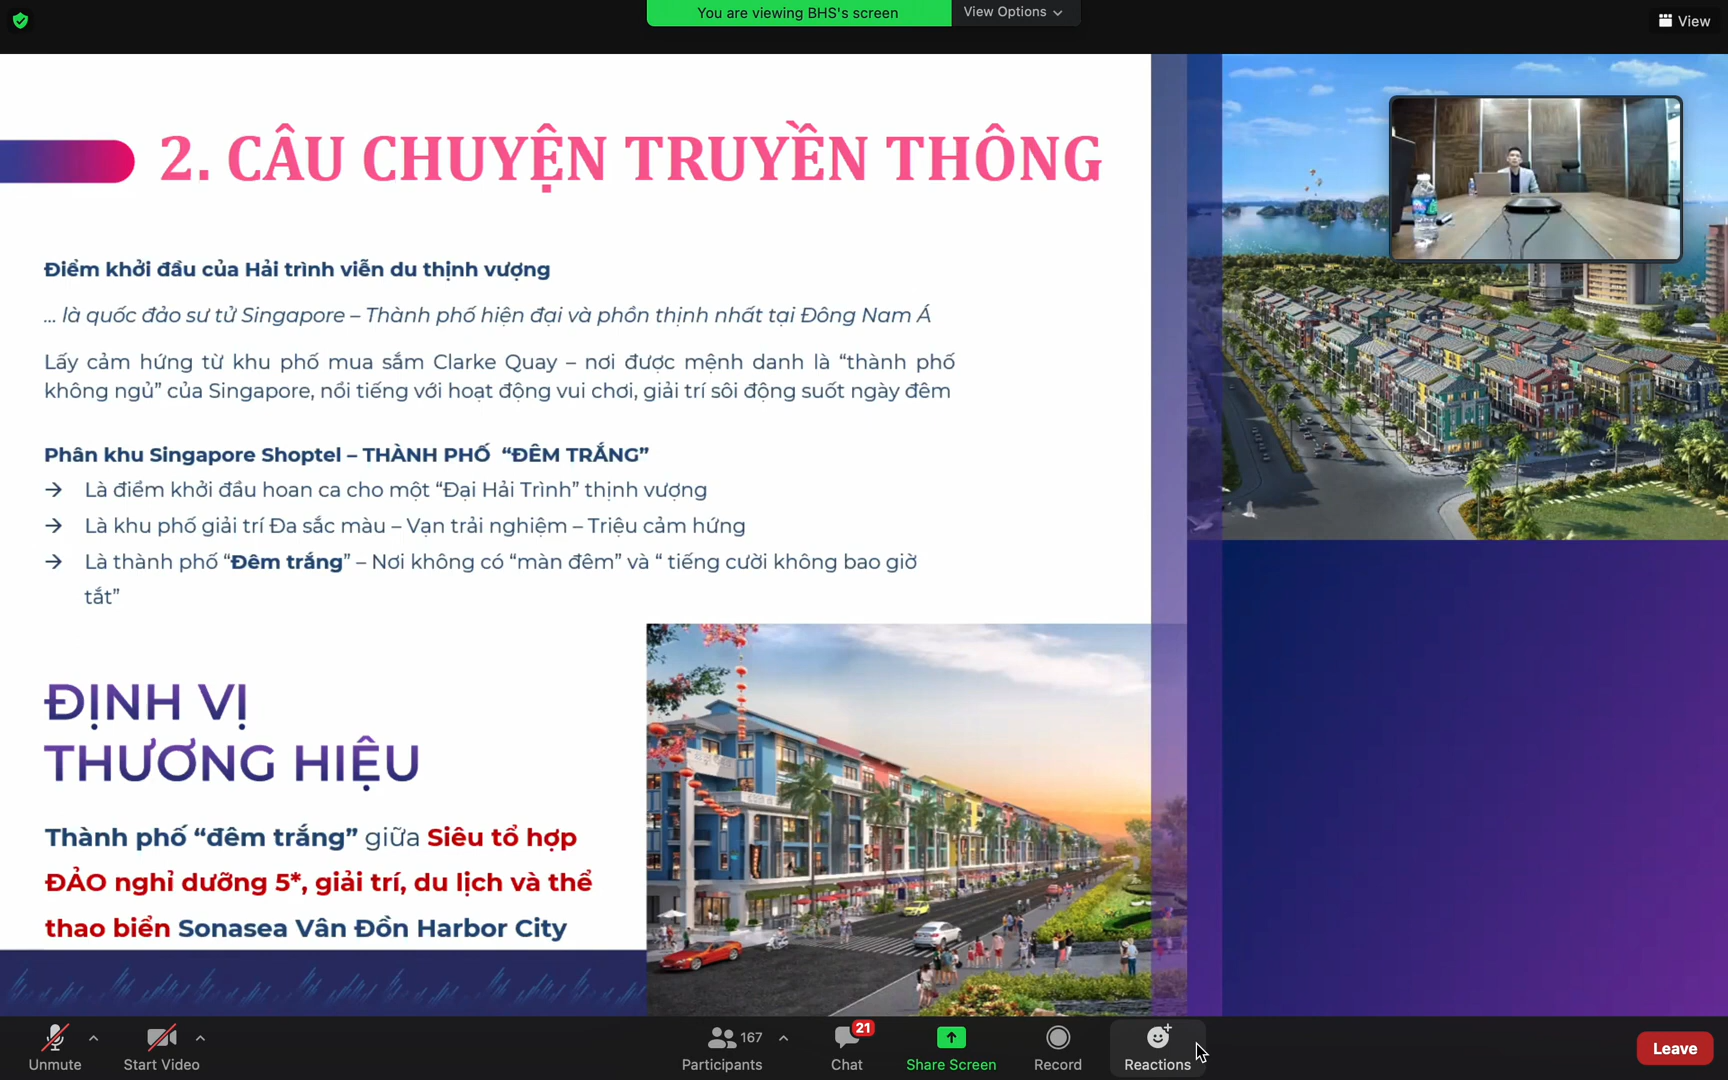 You are viewing BHS's screen
View Options
View
2. CÂU CHUYỆN TRUYỀN THÔNG
Điểm khởi đầu của Hải trình viễn du thịnh vượng
... là quốc đảo sư tử Singapore – Thành phố hiện đại và phồn thịnh nhất tại Đông Nam Á
Lấy cảm hứng từ khu phố mua sắm Clarke Quay – nơi được mệnh danh là “thành phố
không ngủ” của Singapore, nổi tiếng với hoạt động vui chơi, giải trí sôi động suốt ngày đêm
Phân khu Singapore Shoptel – THÀNH PHỐ “ĐÊM TRẮNG”
→ Là điểm khởi đầu hoan ca cho một “Đại Hải Trình” thịnh vượng
→ Là khu phố giải trí Đa sắc màu – Vạn trải nghiệm – Triệu cảm hứng
→ Là thành phố “Đêm trắng” – Nơi không có “màn đêm” và “ tiếng cười không bao giờ
tắt”
ĐỊNH VỊ
THƯƠNG HIỆU
Thành phố “đêm trắng” giữa Siêu tổ hợp
ĐẢO nghỉ dưỡng 5*, giải trí, du lịch và thể
thao biển Sonasea Vân Đồn Harbor City
Unmute
Start Video
167
Participants
21
Chat
Share Screen
Record
Reactions
Leave